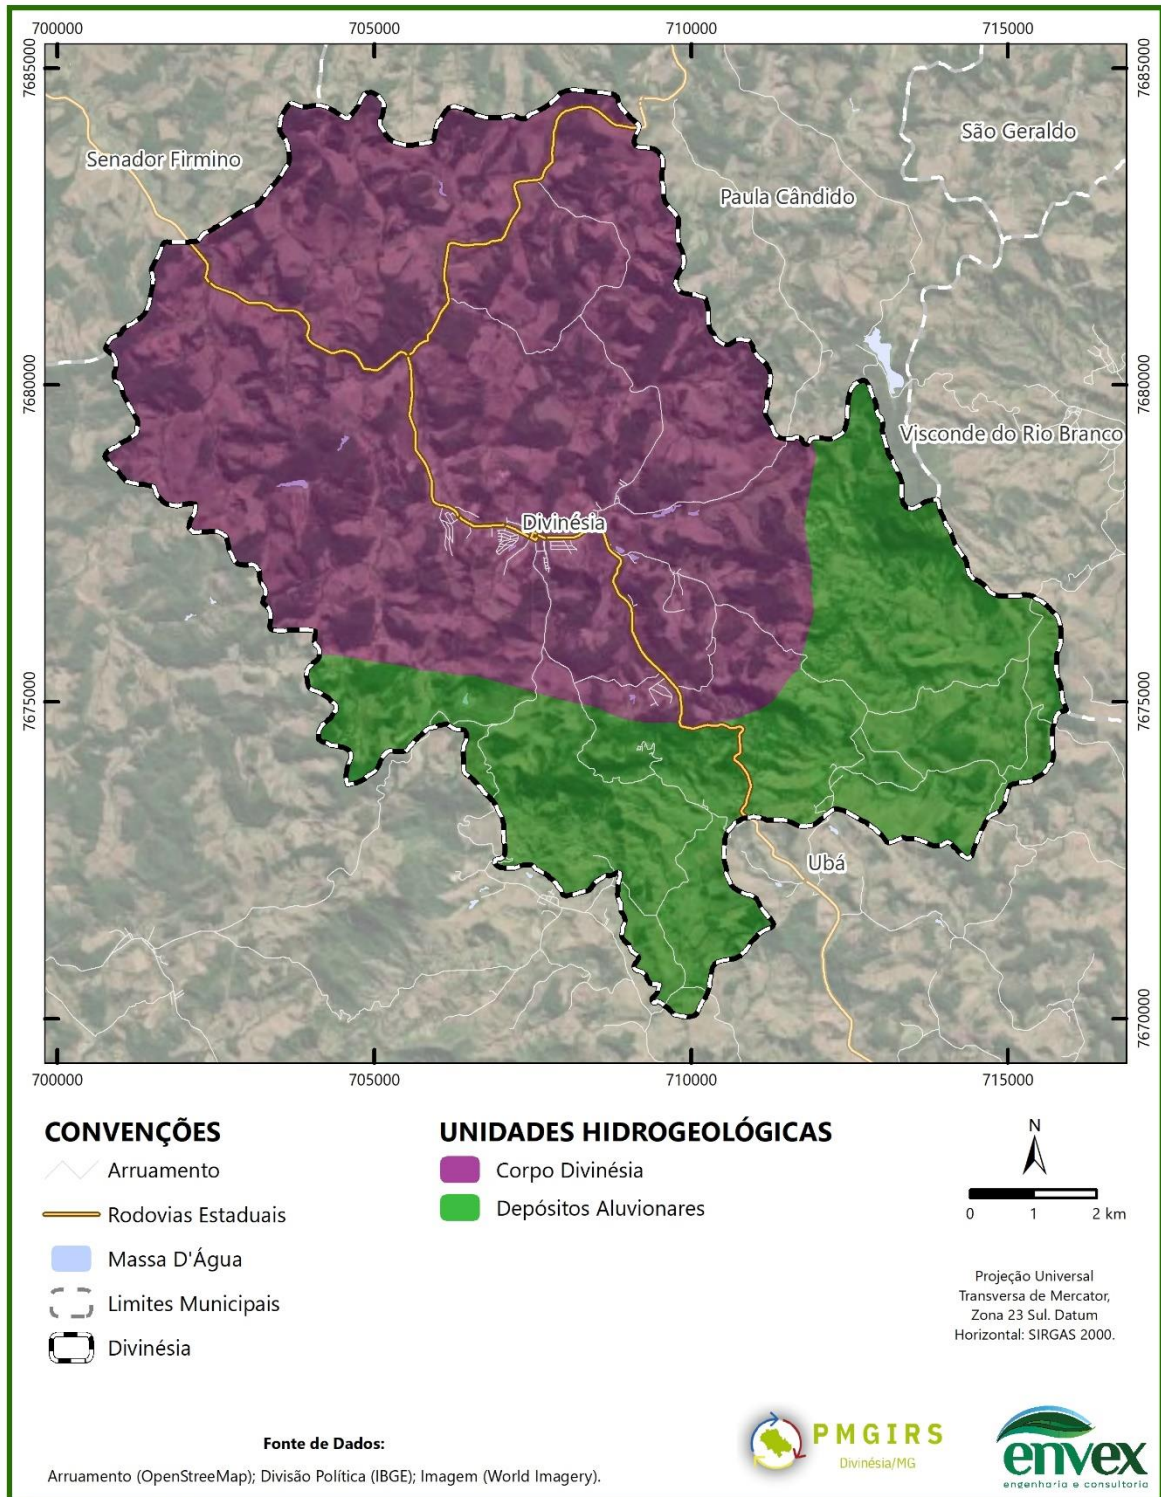 700000 705000 710000 715000
7685000 7685000
São Geraldo
Senador Firmino
Paula Cândido
7680000 7680000
Visconde do Rio Branco
Divinésia
7675000 7675000
Ubá
7670000 7670000
700000 705000 710000 715000
CONVENÇÕES
Arruamento
Rodovias Estaduais
Massa D'Água
Limites Municipais
Divinésia
UNIDADES HIDROGEOLÓGICAS
Corpo Divinésia
Depósitos Aluvionares
N
0 1 2 km
Projeção Universal
Transversa de Mercator,
Zona 23 Sul. Datum
Horizontal: SIRGAS 2000.
Fonte de Dados:
Arruamento (OpenStreeMap); Divisão Política (IBGE); Imagem (World Imagery).
PMGIRS
Divinésia/MG
envex
engenharia e consultoria